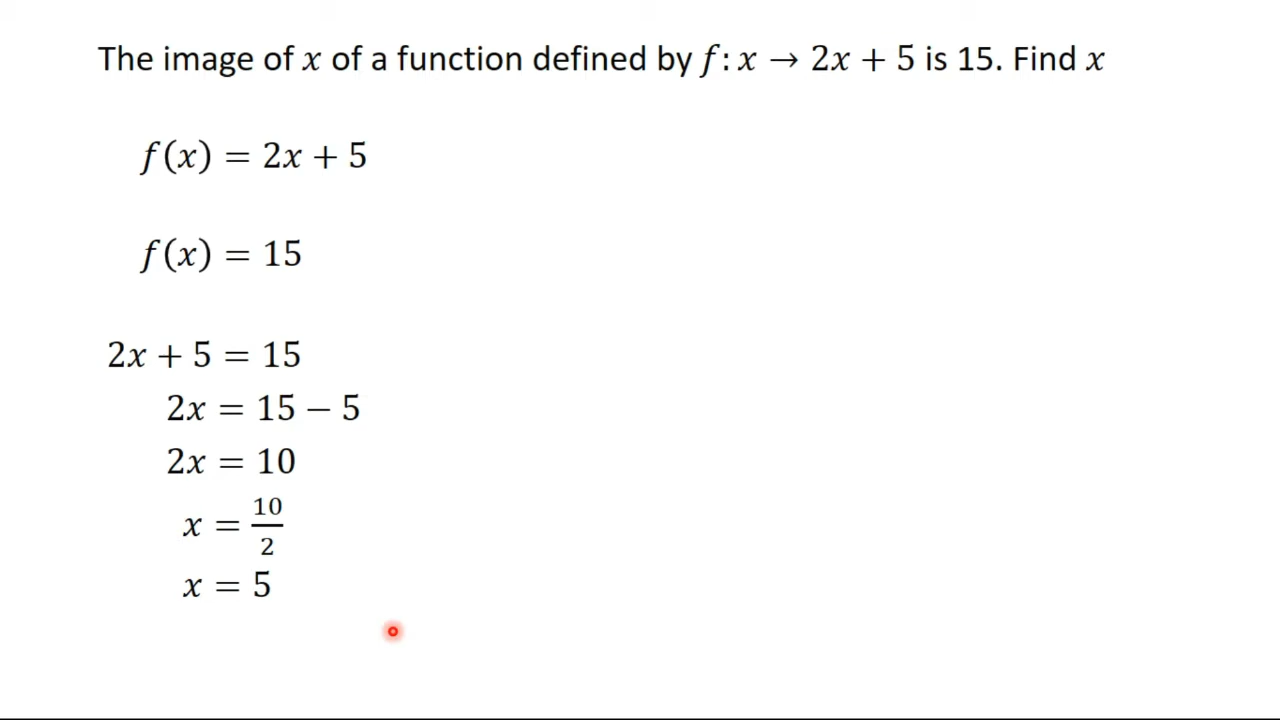 The image of x of a function defined by f: x → 2x + 5 is 15. Find x
f(x) = 2x + 5
f(x) = 15
2x + 5 = 15
2x = 15 − 5
2x = 10
x = 10/2
x = 5